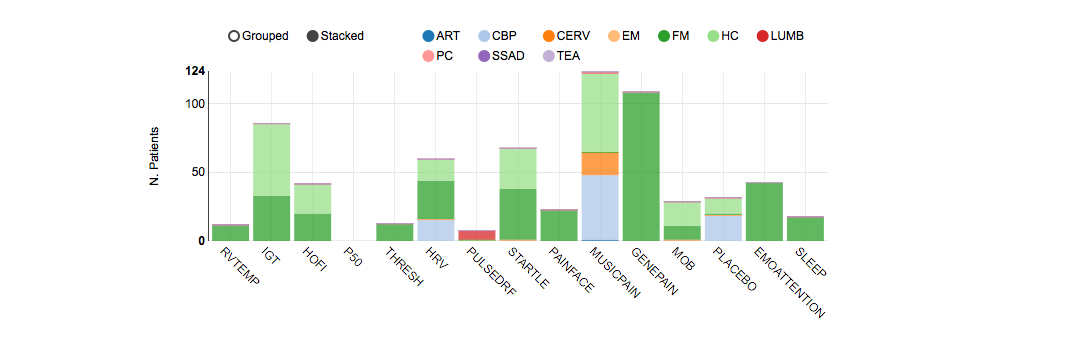 Grouped Stacked ART CBP CERV EM FM HC LUMB
PC SSAD TEA
124
100
50
0
N. Patients
RVTEMP IGT HOFI P50 THRESH HRV PULSEDRF STARTLE PAINFACE MUSICPAIN GENEPAIN MOB PLACEBO EMOATTENTION SLEEP